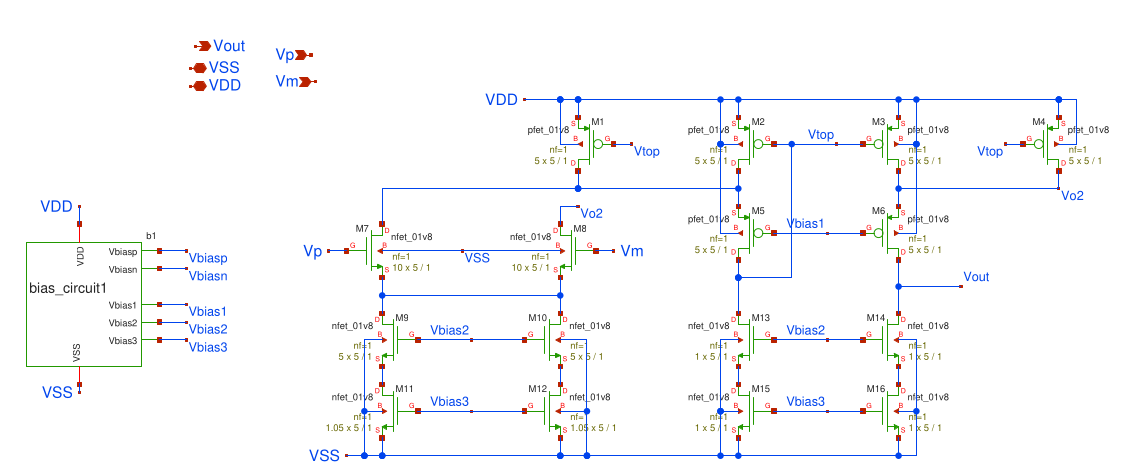 Vout
Vp
VSS
Vm
VDD
VDD
M1
M2
M3
M4
pfet_01v8
pfet_01v8
pfet_01v8
pfet_01v8
S
B
G
D
S
B
G
D
S
B
G
D
S
B
G
D
Vtop
Vtop
Vtop
nf=1
5 x 5 / 1
nf=1
5 x 5 / 1
nf=1
5 x 5 / 1
nf=1
5 x 5 / 1
Vo2
VDD
Vo2
M7
M8
M5
M6
nfet_01v8
nfet_01v8
pfet_01v8
pfet_01v8
D
G
B
S
D
G
B
S
S
B
G
D
S
B
G
D
Vp
VSS
Vm
Vbias1
nf=1
10 x 5 / 1
nf=1
10 x 5 / 1
nf=1
5 x 5 / 1
nf=1
5 x 5 / 1
b1
VDD
Vbiasp
Vbiasp
Vbiasn
Vbiasn
bias_circuit1
Vbias1
Vbias1
Vbias2
Vbias2
Vbias3
Vbias3
VSS
VSS
Vout
M9
M10
M13
M14
nfet_01v8
nfet_01v8
nfet_01v8
nfet_01v8
D
B
G
S
D
B
G
S
D
B
G
S
D
B
G
S
Vbias2
Vbias2
nf=1
5 x 5 / 1
nf=1
5 x 5 / 1
nf=1
1 x 5 / 1
nf=1
1 x 5 / 1
M11
M12
M15
M16
nfet_01v8
nfet_01v8
nfet_01v8
nfet_01v8
D
B
G
S
D
B
G
S
D
B
G
S
D
B
G
S
Vbias3
Vbias3
nf=1
1.05 x 5 / 1
nf=
1.05 x 5 / 1
nf=1
1 x 5 / 1
nf=1
1 x 5 / 1
VSS